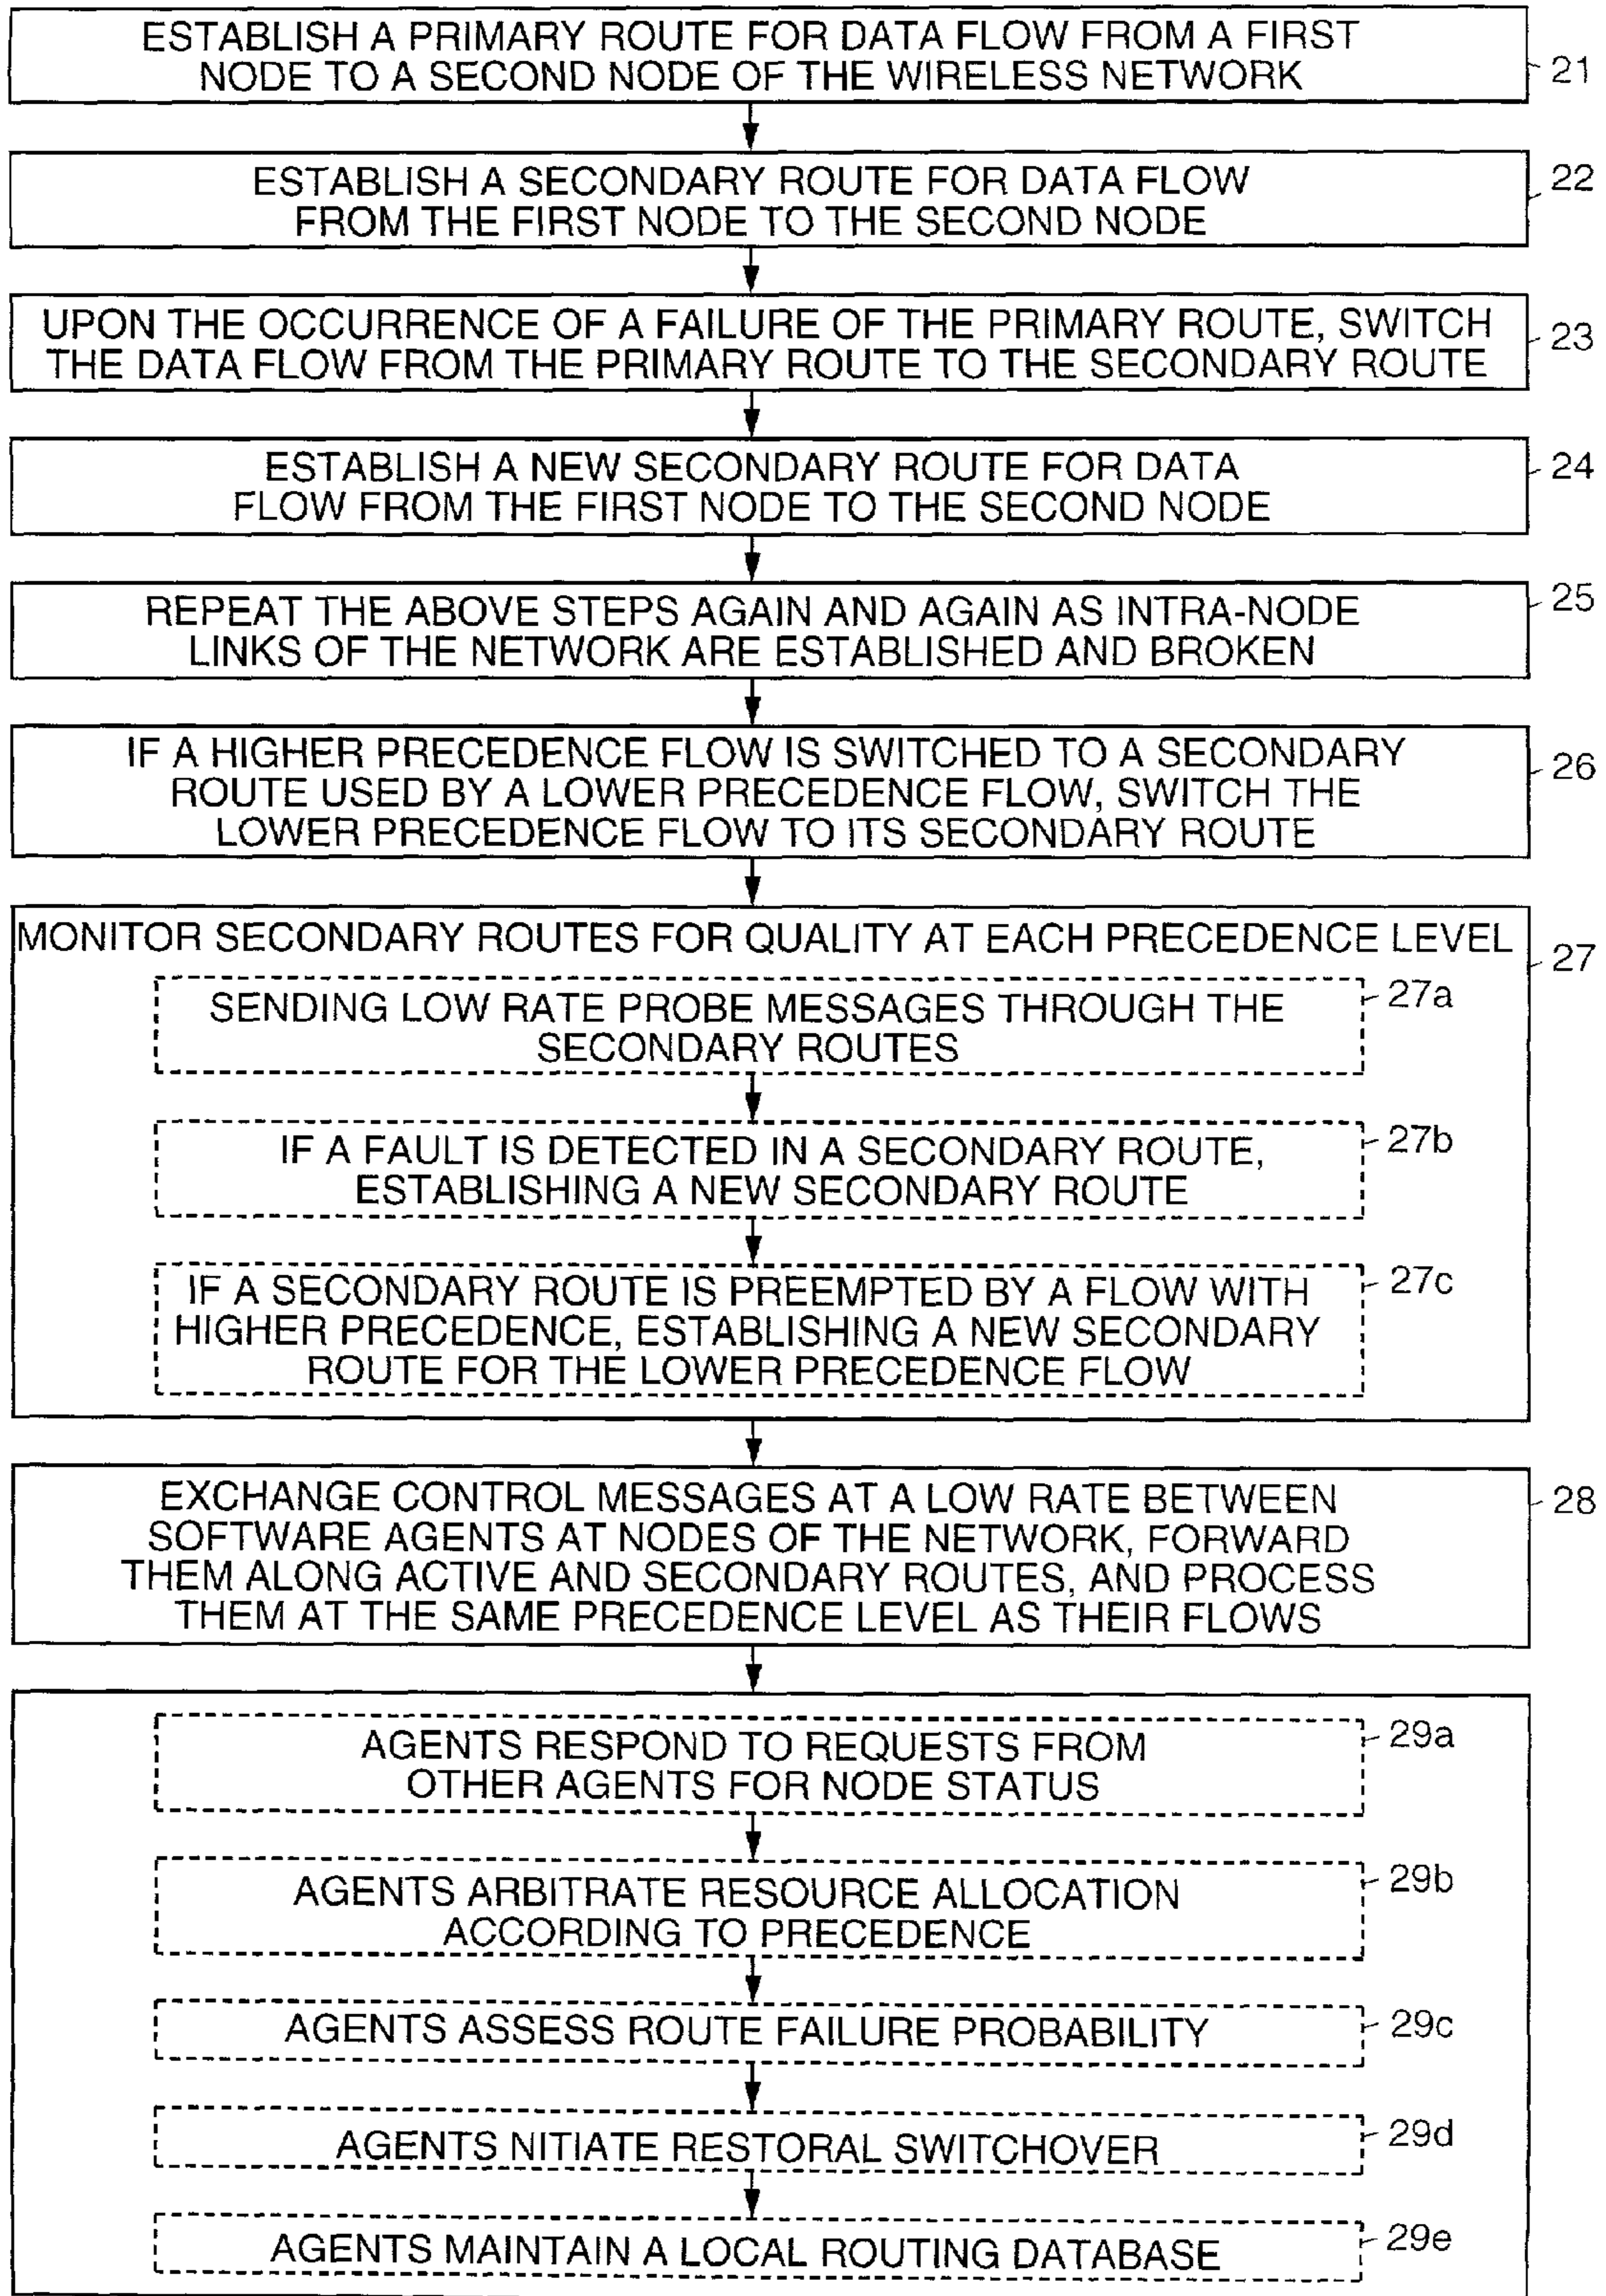 ESTABLISH A PRIMARY ROUTE FOR DATA FLOW FROM A FIRST
NODE TO A SECOND NODE OF THE WIRELESS NETWORK
21
ESTABLISH A SECONDARY ROUTE FOR DATA FLOW
FROM THE FIRST NODE TO THE SECOND NODE
22
UPON THE OCCURRENCE OF A FAILURE OF THE PRIMARY ROUTE, SWITCH
THE DATA FLOW FROM THE PRIMARY ROUTE TO THE SECONDARY ROUTE
23
ESTABLISH A NEW SECONDARY ROUTE FOR DATA
FLOW FROM THE FIRST NODE TO THE SECOND NODE
24
REPEAT THE ABOVE STEPS AGAIN AND AGAIN AS INTRA-NODE
LINKS OF THE NETWORK ARE ESTABLISHED AND BROKEN
25
IF A HIGHER PRECEDENCE FLOW IS SWITCHED TO A SECONDARY
ROUTE USED BY A LOWER PRECEDENCE FLOW, SWITCH THE
LOWER PRECEDENCE FLOW TO ITS SECONDARY ROUTE
26
MONITOR SECONDARY ROUTES FOR QUALITY AT EACH PRECEDENCE LEVEL
27
SENDING LOW RATE PROBE MESSAGES THROUGH THE
SECONDARY ROUTES
27a
IF A FAULT IS DETECTED IN A SECONDARY ROUTE,
ESTABLISHING A NEW SECONDARY ROUTE
27b
IF A SECONDARY ROUTE IS PREEMPTED BY A FLOW WITH
HIGHER PRECEDENCE, ESTABLISHING A NEW SECONDARY
ROUTE FOR THE LOWER PRECEDENCE FLOW
27c
EXCHANGE CONTROL MESSAGES AT A LOW RATE BETWEEN
SOFTWARE AGENTS AT NODES OF THE NETWORK, FORWARD
THEM ALONG ACTIVE AND SECONDARY ROUTES, AND PROCESS
THEM AT THE SAME PRECEDENCE LEVEL AS THEIR FLOWS
28
AGENTS RESPOND TO REQUESTS FROM
OTHER AGENTS FOR NODE STATUS
29a
AGENTS ARBITRATE RESOURCE ALLOCATION
ACCORDING TO PRECEDENCE
29b
AGENTS ASSESS ROUTE FAILURE PROBABILITY
29c
AGENTS NITIATE RESTORAL SWITCHOVER
29d
AGENTS MAINTAIN A LOCAL ROUTING DATABASE
29e